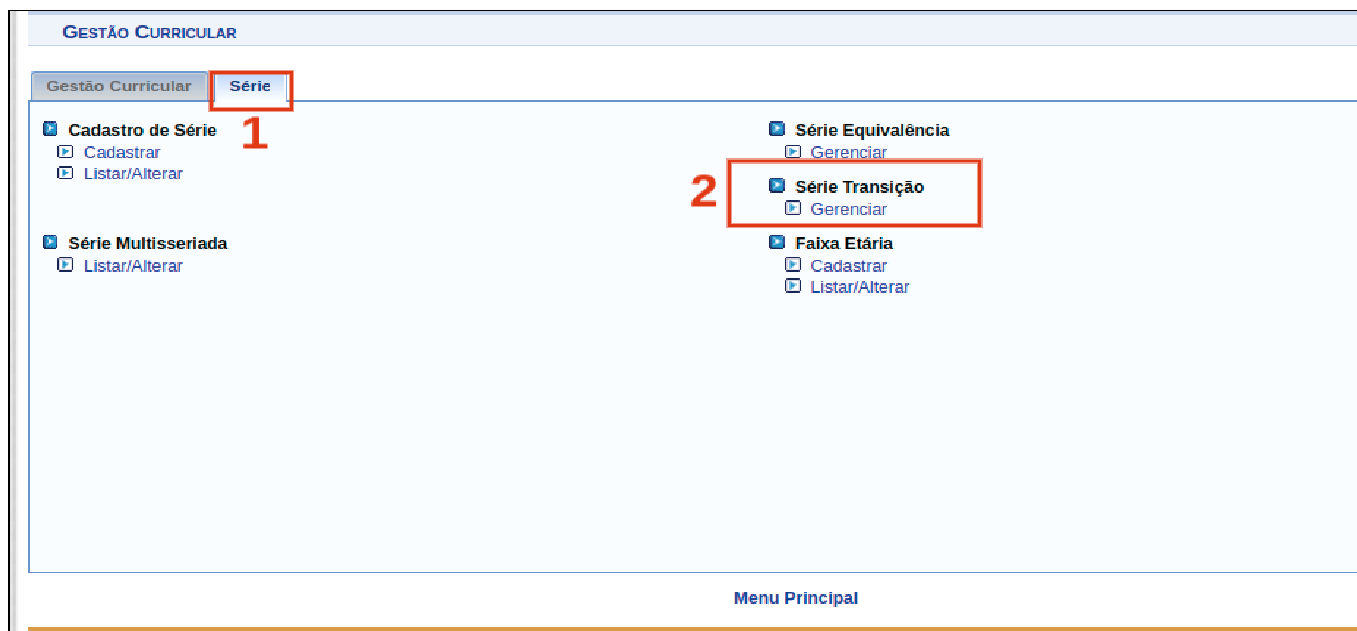 GESTÃO CURRICULAR
Gestão Curricular
Série
1
Cadastro de Série
Cadastrar
Listar/Alterar
Série Multisseriada
Listar/Alterar
Série Equivalência
Gerenciar
2
Série Transição
Gerenciar
Faixa Etária
Cadastrar
Listar/Alterar
Menu Principal